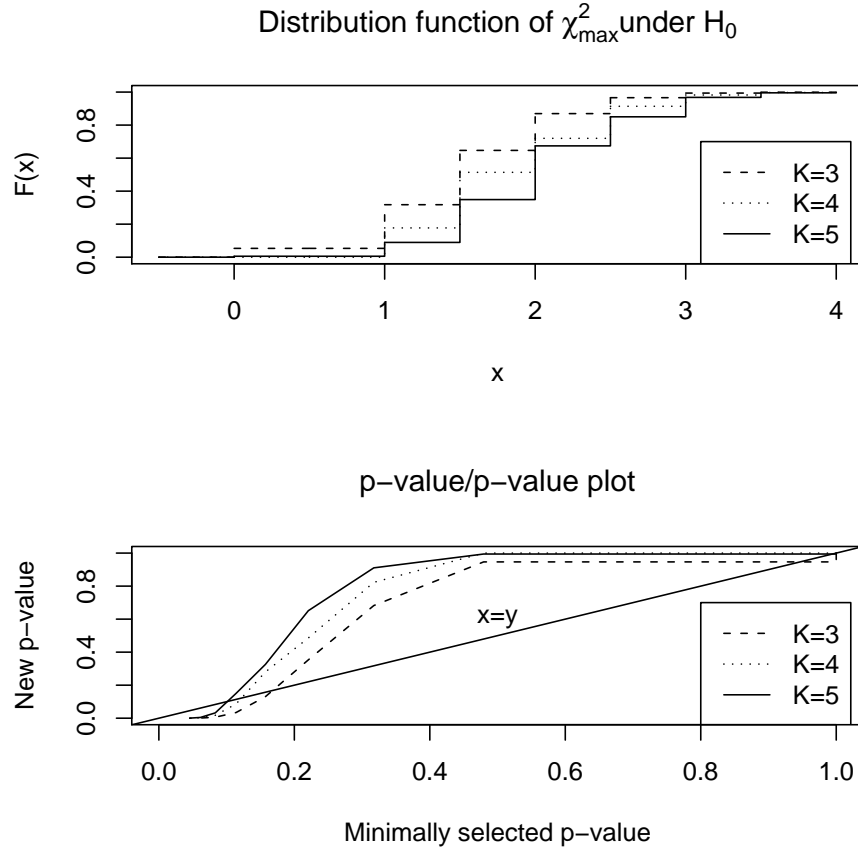 Distribution function of χ²max under H₀
F(x)
0.0 0.4 0.8
K=3
K=4
K=5
0 1 2 3 4
x
p−value/p−value plot
New p−value
0.0 0.4 0.8
x=y
K=3
K=4
K=5
0.0 0.2 0.4 0.6 0.8 1.0
Minimally selected p−value